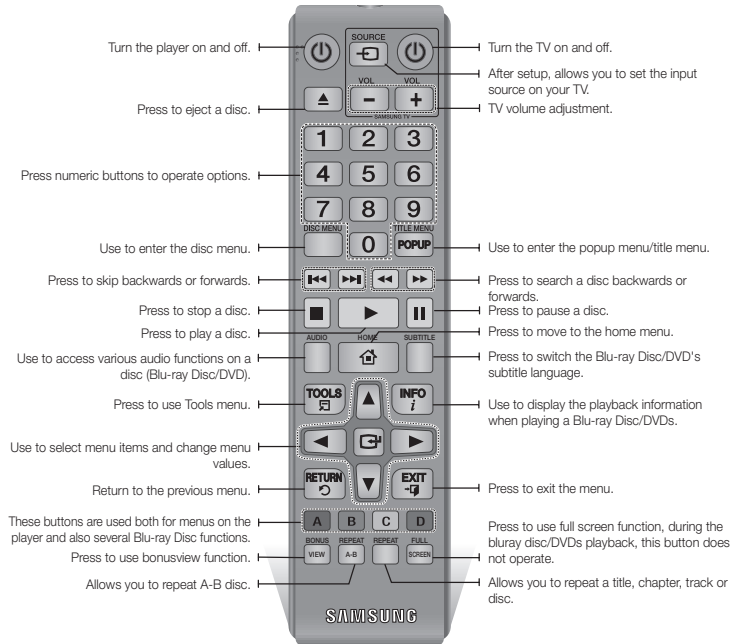 Turn the player on and off.
SOURCE
Turn the TV on and off.
After setup, allows you to set the input
source on your TV.
VOL
VOL
TV volume adjustment.
Press to eject a disc.
SAMSUNG TV
1 2 3
Press numeric buttons to operate options.
4 5 6
7 8 9
DISC MENU
TITLE MENU
0
POPUP
Use to enter the disc menu.
Use to enter the popup menu/title menu.
Press to skip backwards or forwards.
Press to search a disc backwards or
forwards.
Press to stop a disc.
Press to pause a disc.
Press to play a disc.
Press to move to the home menu.
AUDIO
HOME
SUBTITLE
Use to access various audio functions on a
disc (Blu-ray Disc/DVD).
Press to switch the Blu-ray Disc/DVD's
subtitle language.
TOOLS
INFO
i
Press to use Tools menu.
Use to display the playback information
when playing a Blu-ray Disc/DVDs.
Use to select menu items and change menu
values.
RETURN
EXIT
Return to the previous menu.
Press to exit the menu.
These buttons are used both for menus on the
player and also several Blu-ray Disc functions.
A B C D
BONUS REPEAT REPEAT FULL
VIEW A-B SCREEN
Press to use full screen function, during the
bluray disc/DVDs playback, this button does
not operate.
Press to use bonusview function.
Allows you to repeat A-B disc.
Allows you to repeat a title, chapter, track or
disc.
SAMSUNG